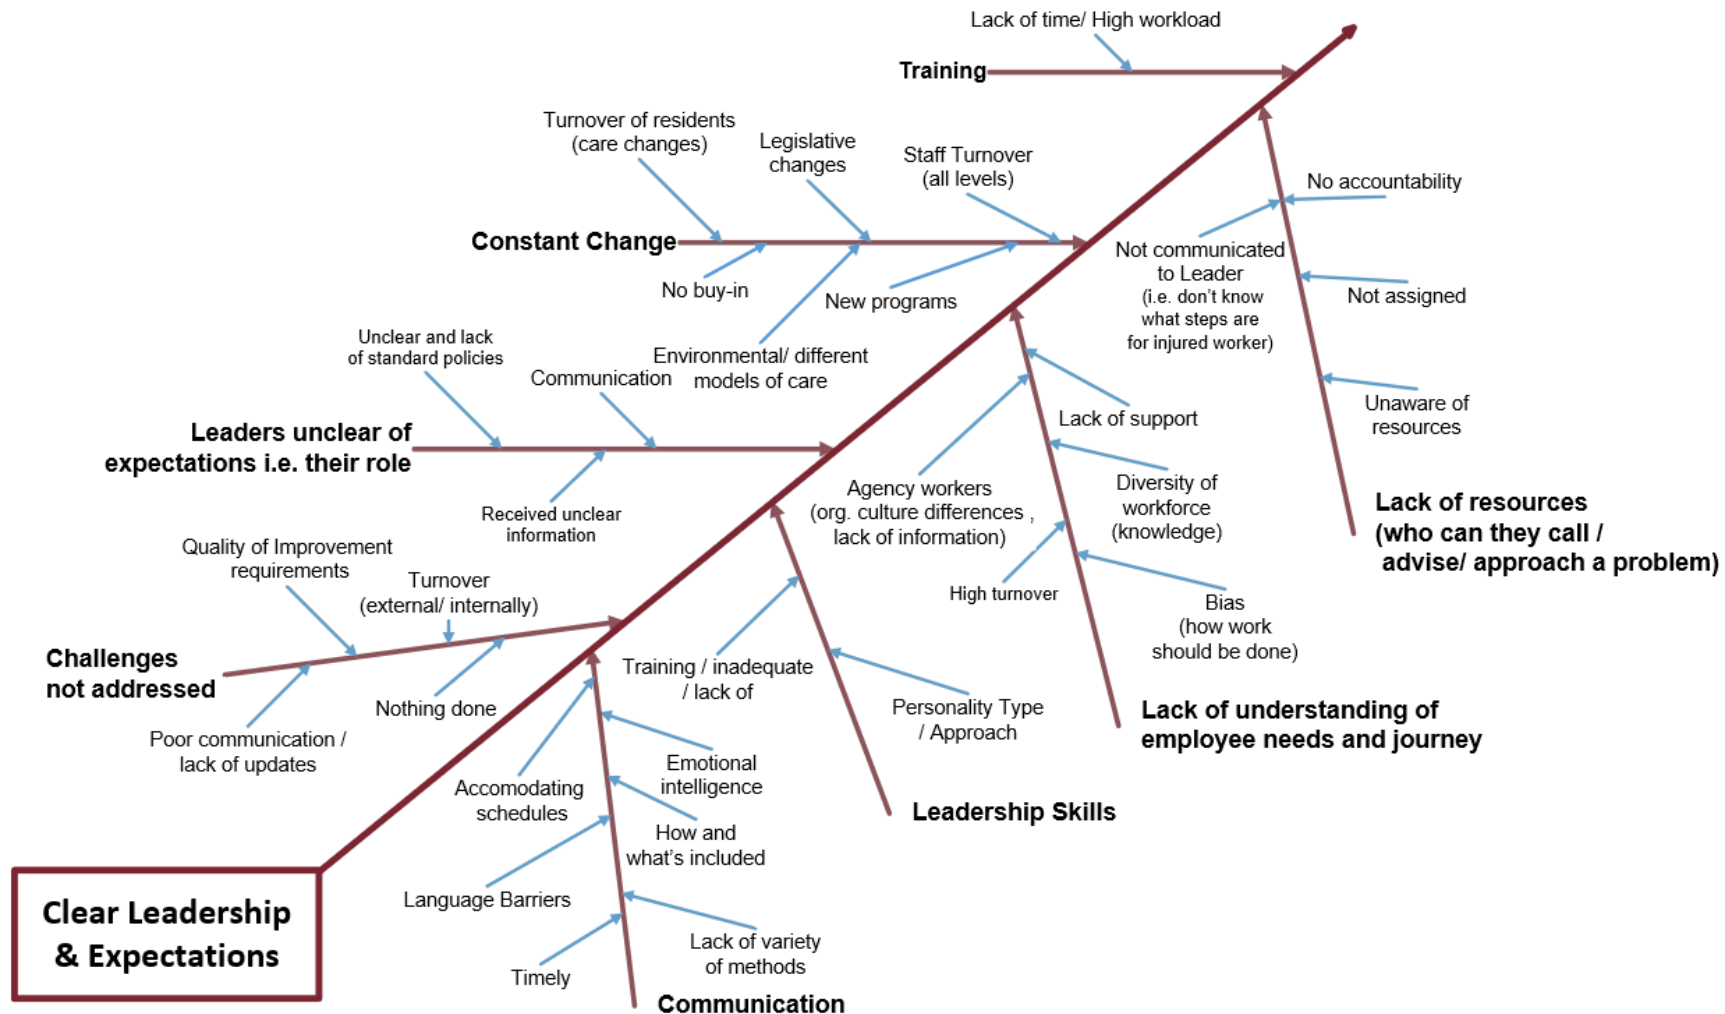 Lack of time/ High workload
Training
Turnover of residents
(care changes)
Legislative
changes
Staff Turnover
(all levels)
Constant Change
No buy-in
New programs
Environmental/ different
models of care
No accountability
Not communicated
to Leader
(i.e. don't know
what steps are
for injured worker)
Not assigned
Unaware of
resources
Lack of resources
(who can they call /
advise/ approach a problem)
Unclear and lack
of standard policies
Communication
Leaders unclear of
expectations i.e. their role
Received unclear
information
Lack of support
Agency workers
(org. culture differences ,
lack of information)
Diversity of
workforce
(knowledge)
High turnover
Bias
(how work
should be done)
Lack of understanding of
employee needs and journey
Quality of Improvement
requirements
Turnover
(external/ internally)
Challenges
not addressed
Nothing done
Poor communication /
lack of updates
Training / inadequate
/ lack of
Personality Type
/ Approach
Leadership Skills
Accomodating
schedules
Emotional
intelligence
How and
what's included
Language Barriers
Lack of variety
of methods
Timely
Communication
Clear Leadership
& Expectations